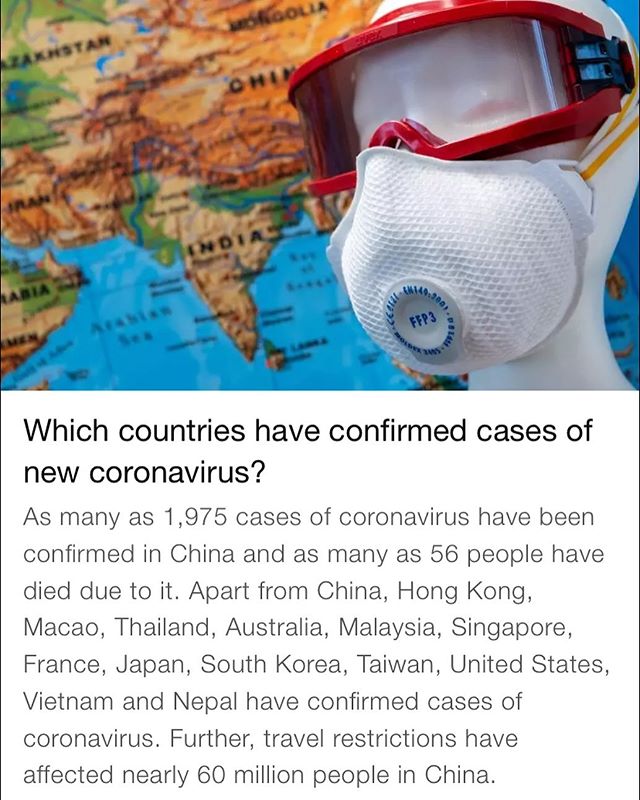 MONGOLIA
ZAKHSTAN
CHIN
IRAN
INDIA
ARABIA
Arabian
Sea
EN149:2001
FFP3
Which countries have confirmed cases of
new coronavirus?
As many as 1,975 cases of coronavirus have been
confirmed in China and as many as 56 people have
died due to it. Apart from China, Hong Kong,
Macao, Thailand, Australia, Malaysia, Singapore,
France, Japan, South Korea, Taiwan, United States,
Vietnam and Nepal have confirmed cases of
coronavirus. Further, travel restrictions have
affected nearly 60 million people in China.